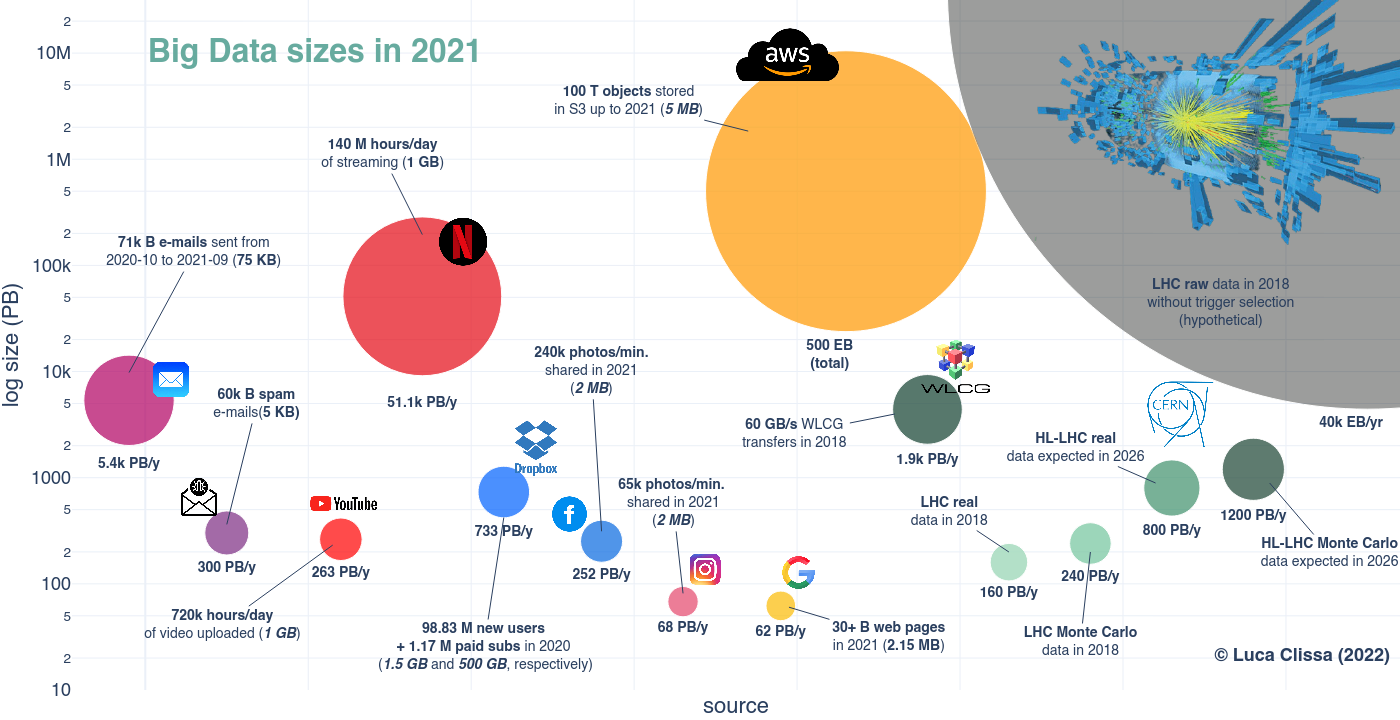 Big Data sizes in 2021
log size (PB)
2
10M
5
2
1M
5
2
100k
5
2
10k
5
2
1000
5
2
100
5
2
10
source
71k B e-mails sent from
2020-10 to 2021-09 (75 KB)
5.4k PB/y
60k B spam
e-mails(5 KB)
300 PB/y
140 M hours/day
of streaming (1 GB)
N
51.1k PB/y
YouTube
263 PB/y
720k hours/day
of video uploaded (1 GB)
Dropbox
733 PB/y
98.83 M new users
+ 1.17 M paid subs in 2020
(1.5 GB and 500 GB, respectively)
240k photos/min.
shared in 2021
(2 MB)
f
252 PB/y
65k photos/min.
shared in 2021
(2 MB)
68 PB/y
G
62 PB/y
30+ B web pages
in 2021 (2.15 MB)
aws
100 T objects stored
in S3 up to 2021 (5 MB)
500 EB
(total)
WLCG
60 GB/s WLCG
transfers in 2018
1.9k PB/y
LHC real
data in 2018
160 PB/y
240 PB/y
LHC Monte Carlo
data in 2018
CERN
HL-LHC real
data expected in 2026
800 PB/y
1200 PB/y
HL-LHC Monte Carlo
data expected in 2026
LHC raw data in 2018
without trigger selection
(hypothetical)
40k EB/yr
© Luca Clissa (2022)